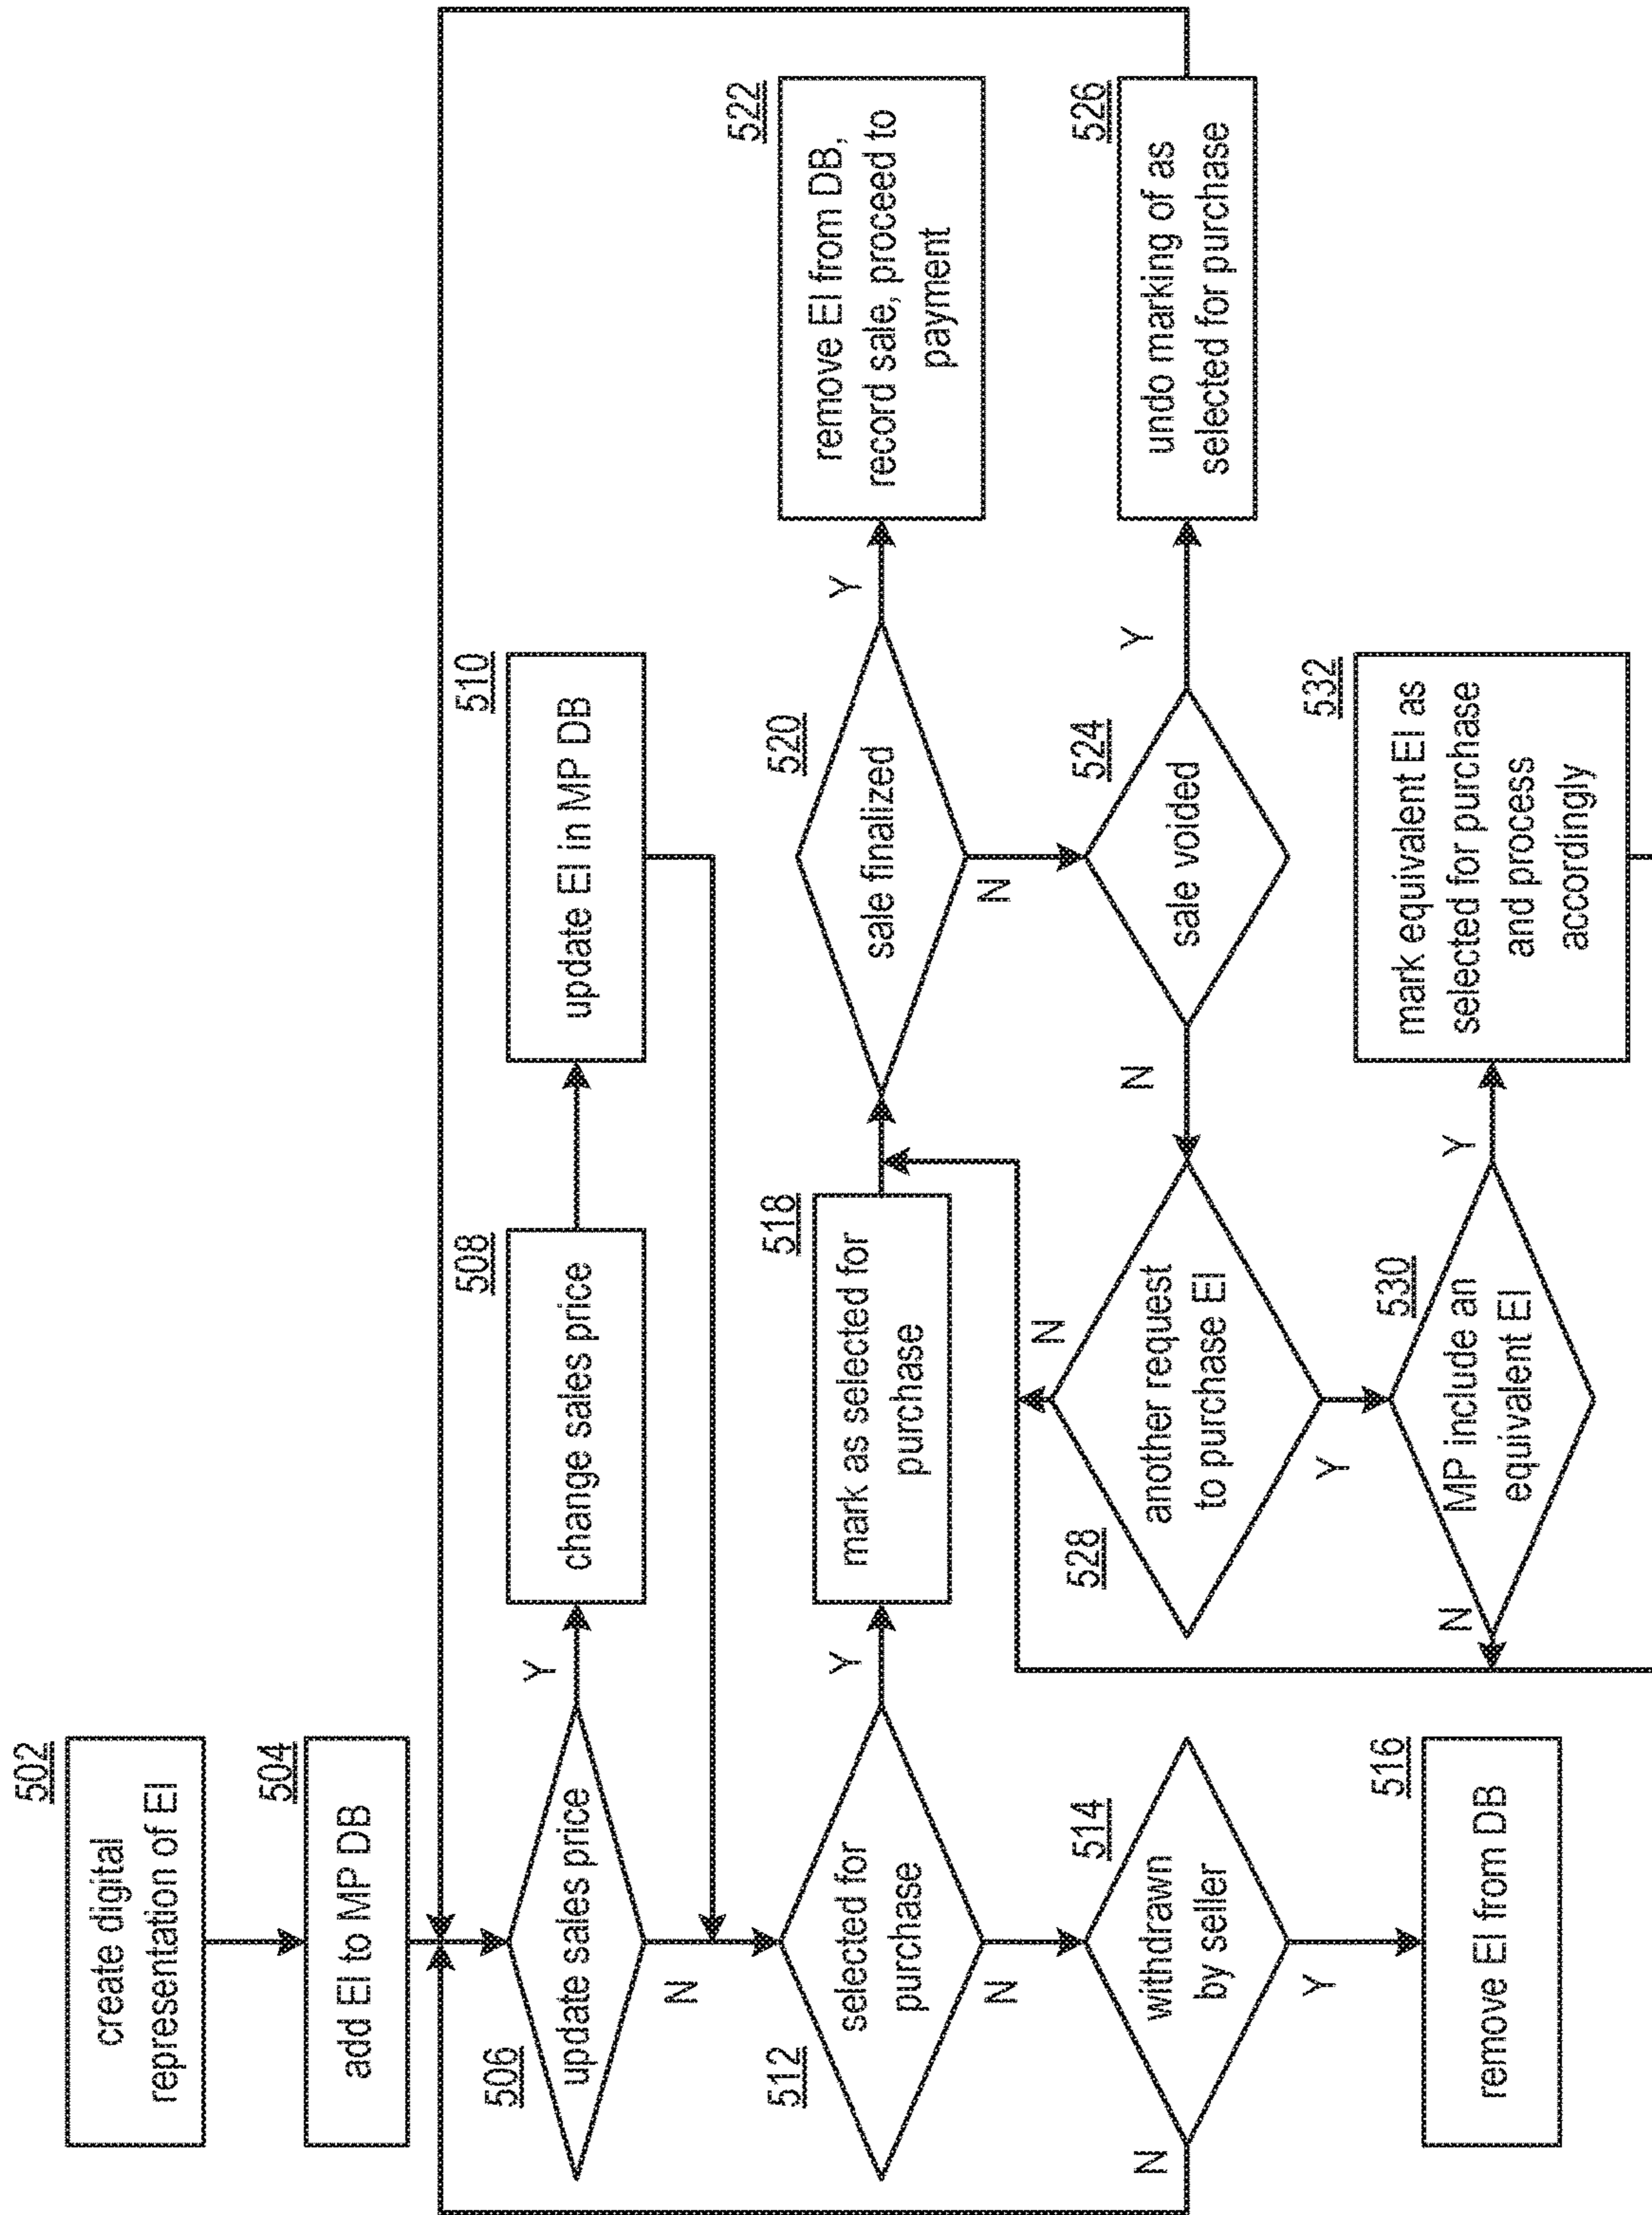 502
create digital
representation of EI
504
add EI to MP DB
506
update sales price
Y
N
508
change sales price
510
update EI in MP DB
512
selected for
purchase
Y
N
514
withdrawn
by seller
N
Y
516
remove EI from DB
518
mark as selected for
purchase
520
sale finalized
Y
N
522
remove EI from DB,
record sale, proceed to
payment
524
sale voided
Y
N
526
undo marking of as
selected for purchase
528
another request
to purchase EI
N
Y
530
MP include an
equivalent EI
N
Y
532
mark equivalent EI as
selected for purchase
and process
accordingly